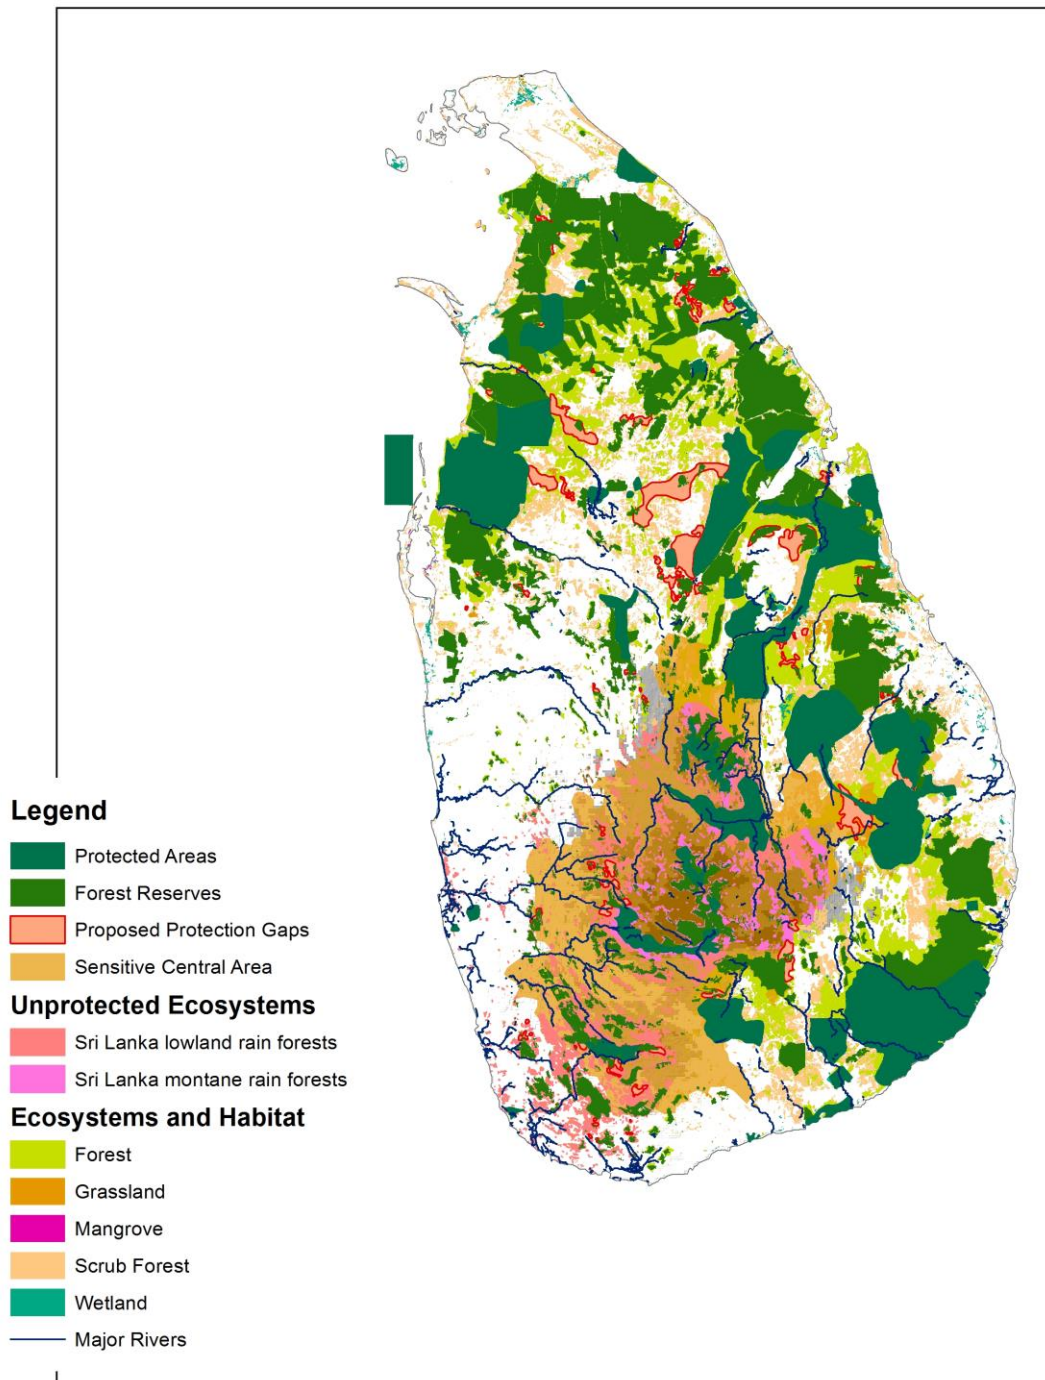 Legend
Protected Areas
Forest Reserves
Proposed Protection Gaps
Sensitive Central Area
Unprotected Ecosystems
Sri Lanka lowland rain forests
Sri Lanka montane rain forests
Ecosystems and Habitat
Forest
Grassland
Mangrove
Scrub Forest
Wetland
Major Rivers